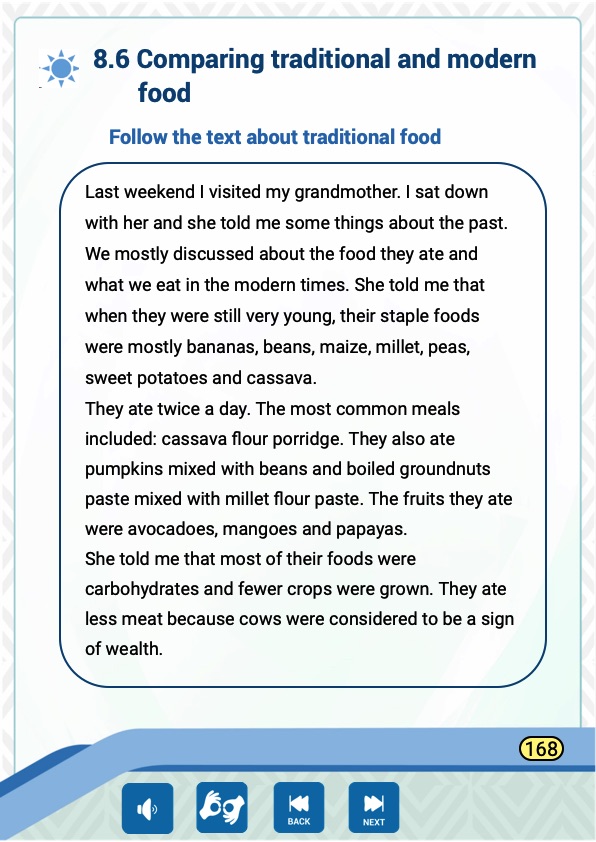 8.6 Comparing traditional and modern
food
Follow the text about traditional food
Last weekend I visited my grandmother. I sat down
with her and she told me some things about the past.
We mostly discussed about the food they ate and
what we eat in the modern times. She told me that
when they were still very young, their staple foods
were mostly bananas, beans, maize, millet, peas,
sweet potatoes and cassava.
They ate twice a day. The most common meals
included: cassava flour porridge. They also ate
pumpkins mixed with beans and boiled groundnuts
paste mixed with millet flour paste. The fruits they ate
were avocadoes, mangoes and papayas.
She told me that most of their foods were
carbohydrates and fewer crops were grown. They ate
less meat because cows were considered to be a sign
of wealth.
168
BACK
NEXT